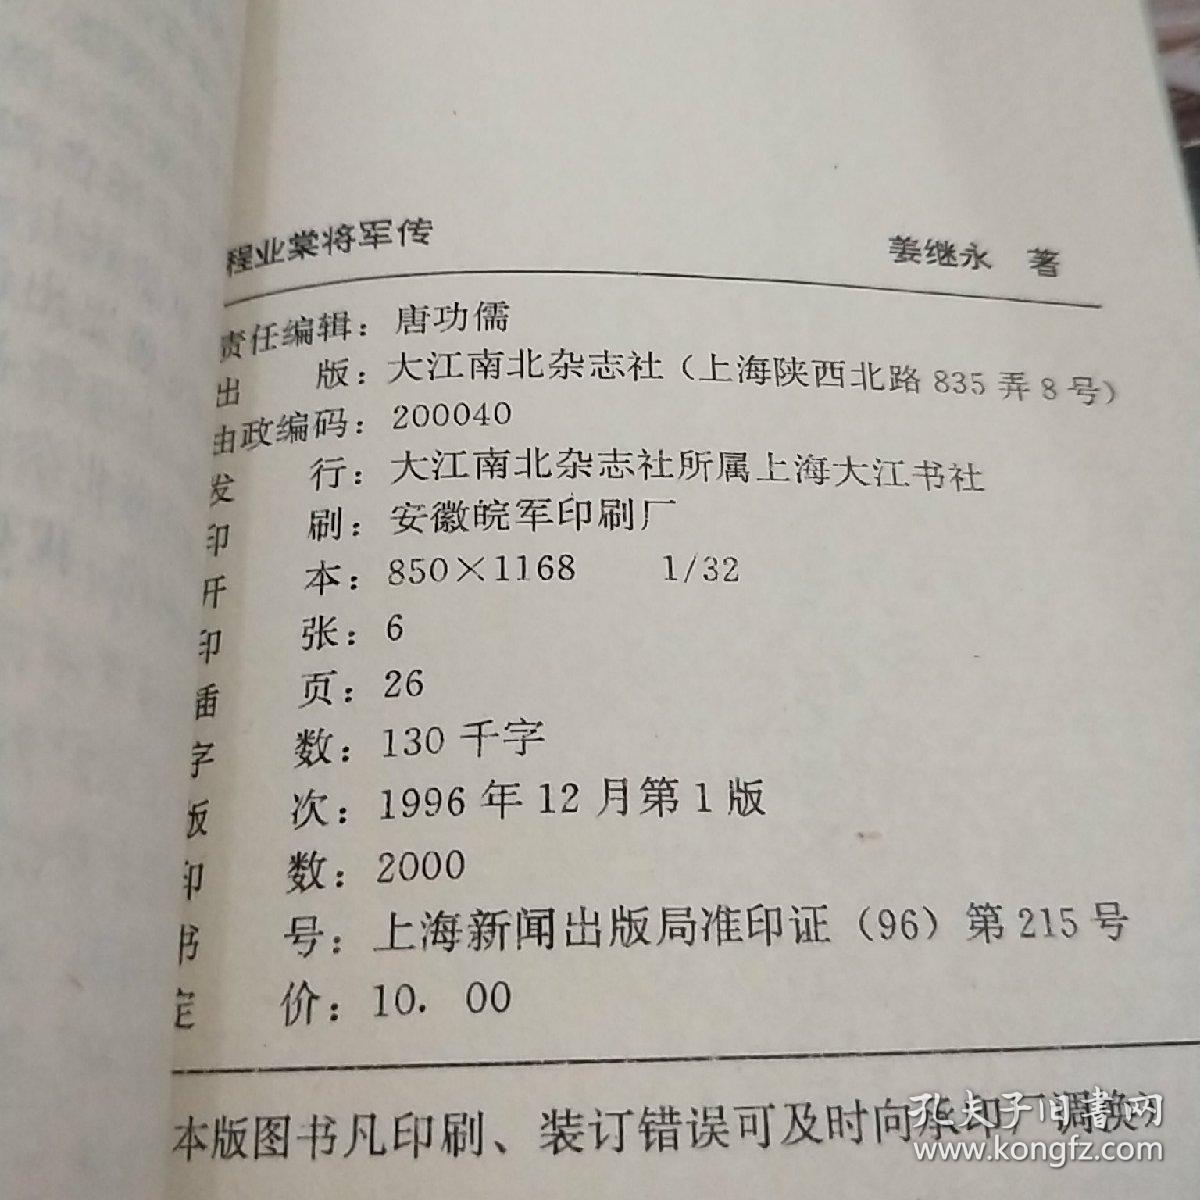 程业棠将军传 姜继永 著
责任编辑：唐功儒
出 版：大江南北杂志社（上海陕西北路835弄8号）
由政编码：200040
发 行：大江南北杂志社所属上海大江书社
印 刷：安徽皖军印刷厂
开 本：850×1168 1/32
印 张：6
插 页：26
字 数：130千字
版 次：1996年12月第1版
印 数：2000
书 号：上海新闻出版局准印证（96）第215号
定 价：10.00
本版图书凡印刷、装订错误可及时向承印厂调换
孔夫子旧書网
www.kongfz.com